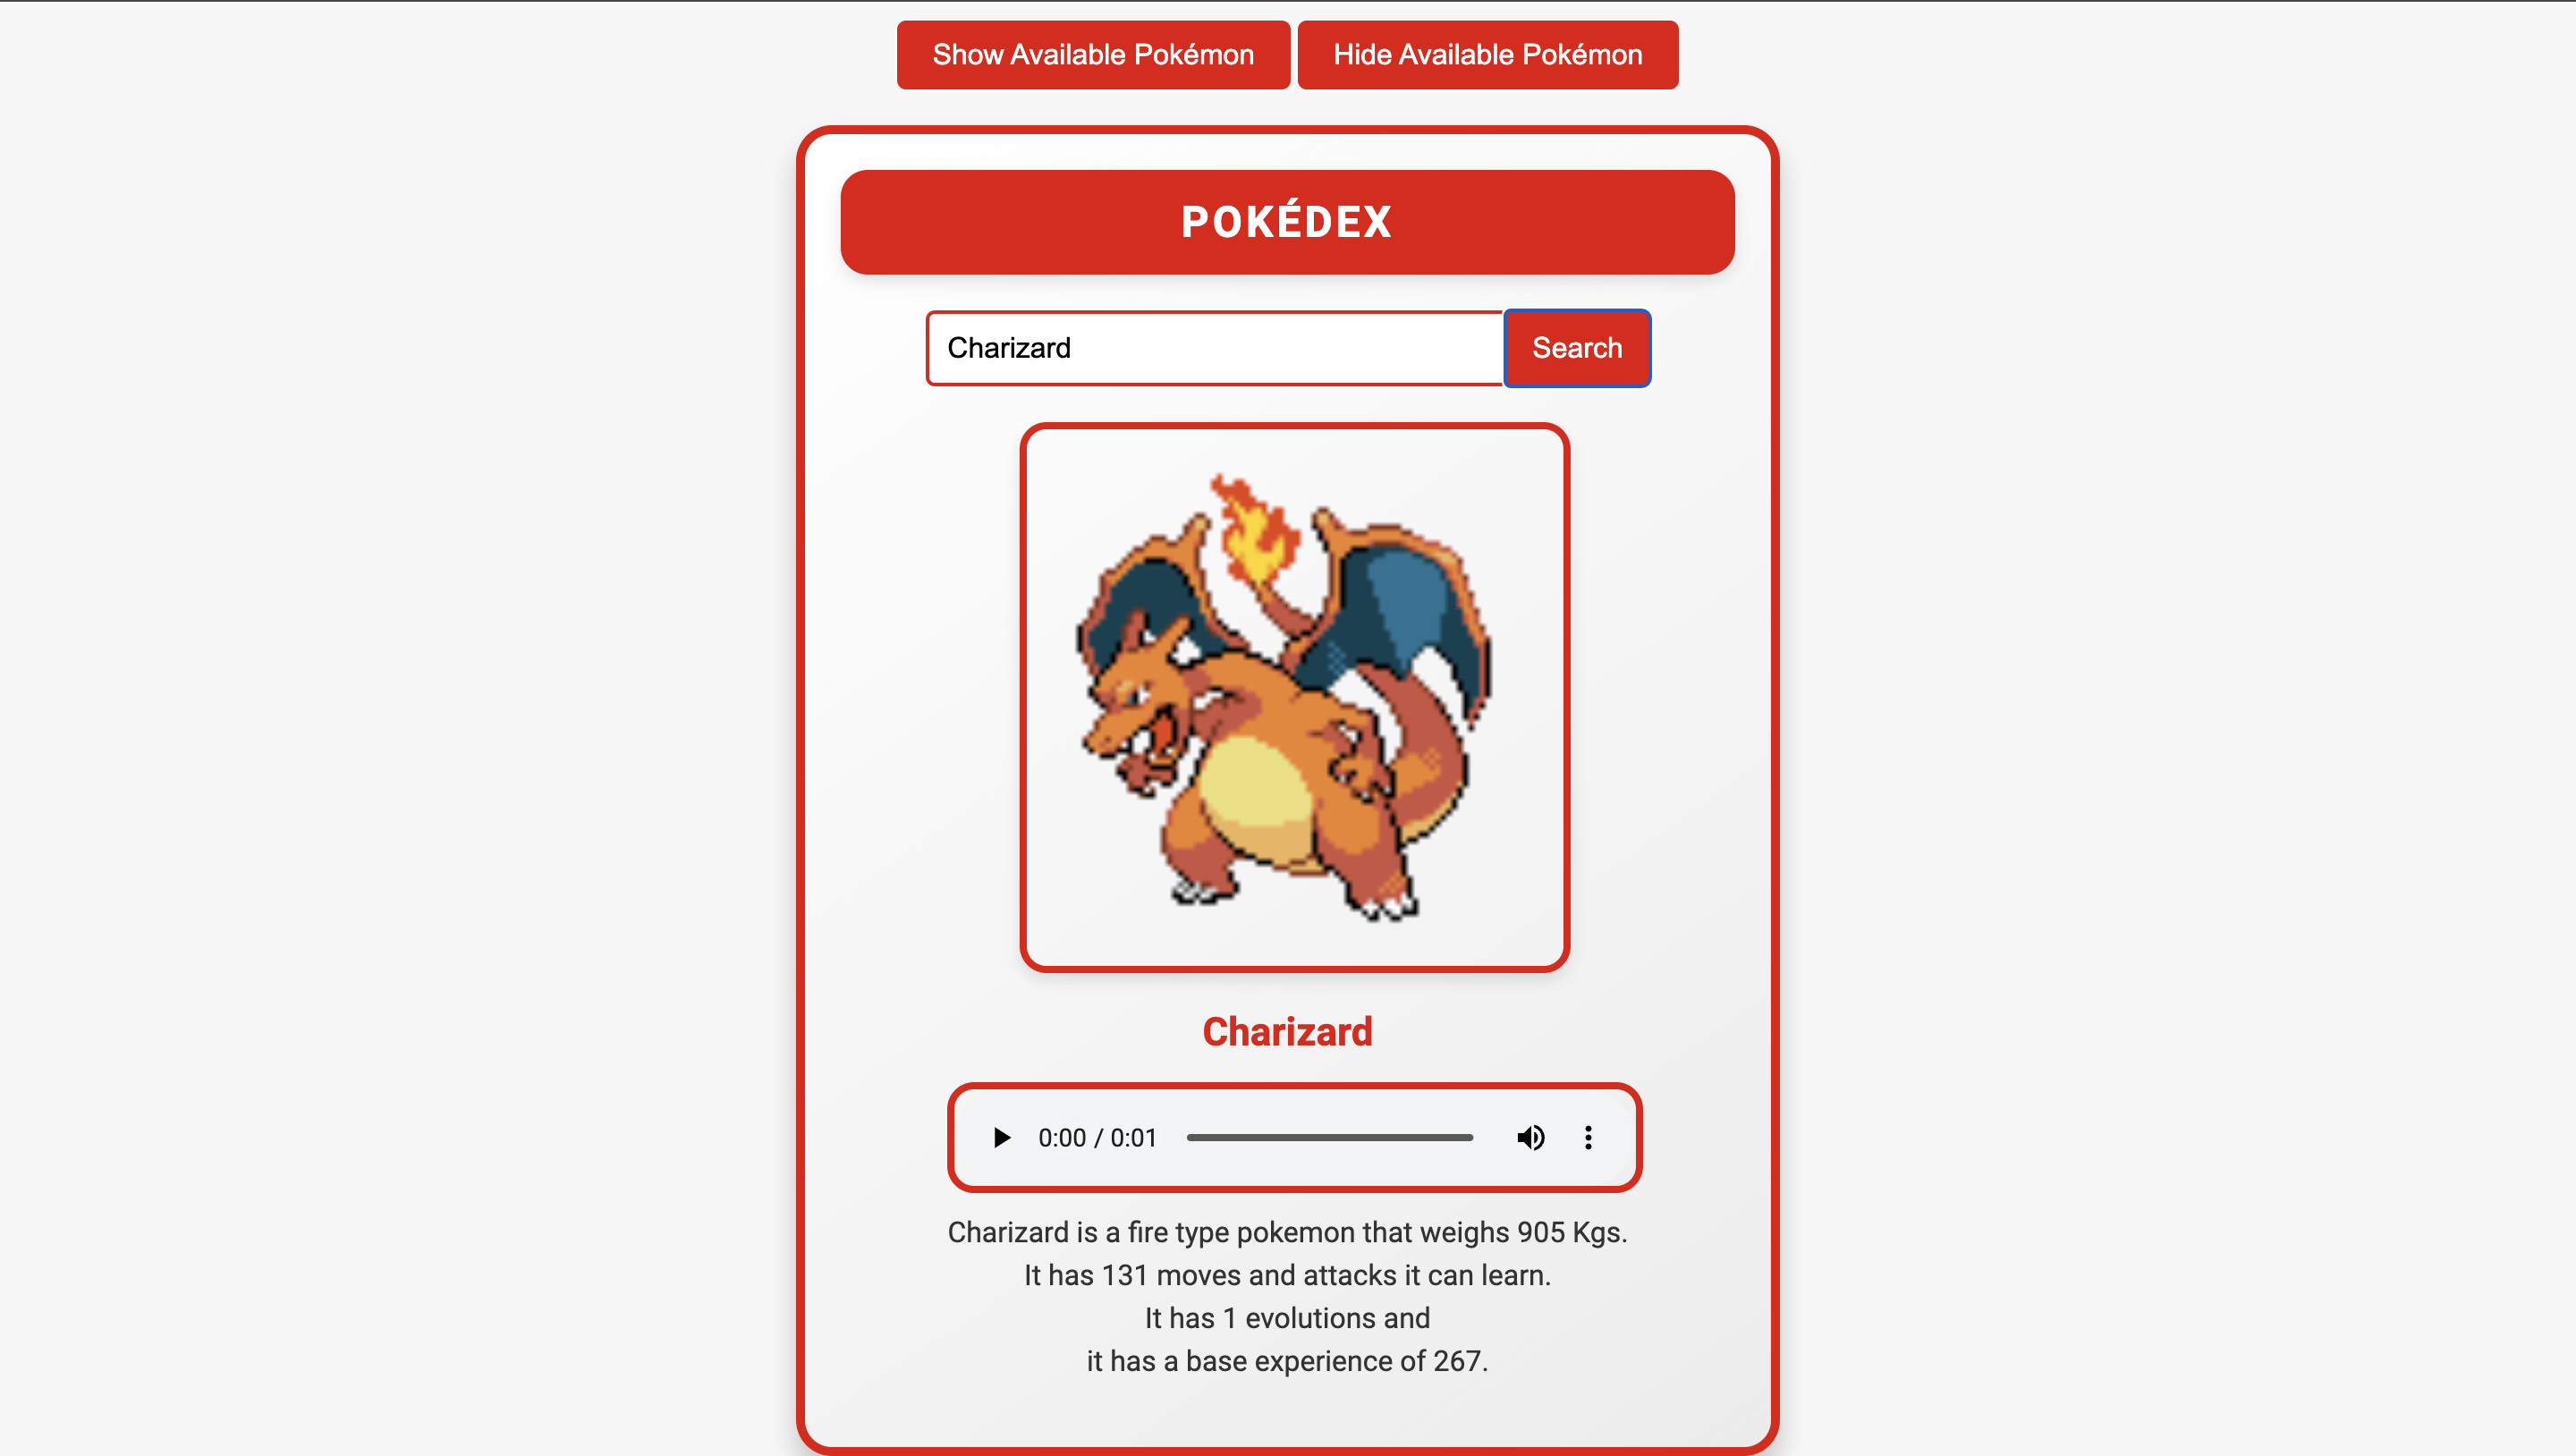 Show Available Pokémon Hide Available Pokémon
POKÉDEX
Charizard Search
Charizard
0:00 / 0:01
Charizard is a fire type pokemon that weighs 905 Kgs.
It has 131 moves and attacks it can learn.
It has 1 evolutions and
it has a base experience of 267.